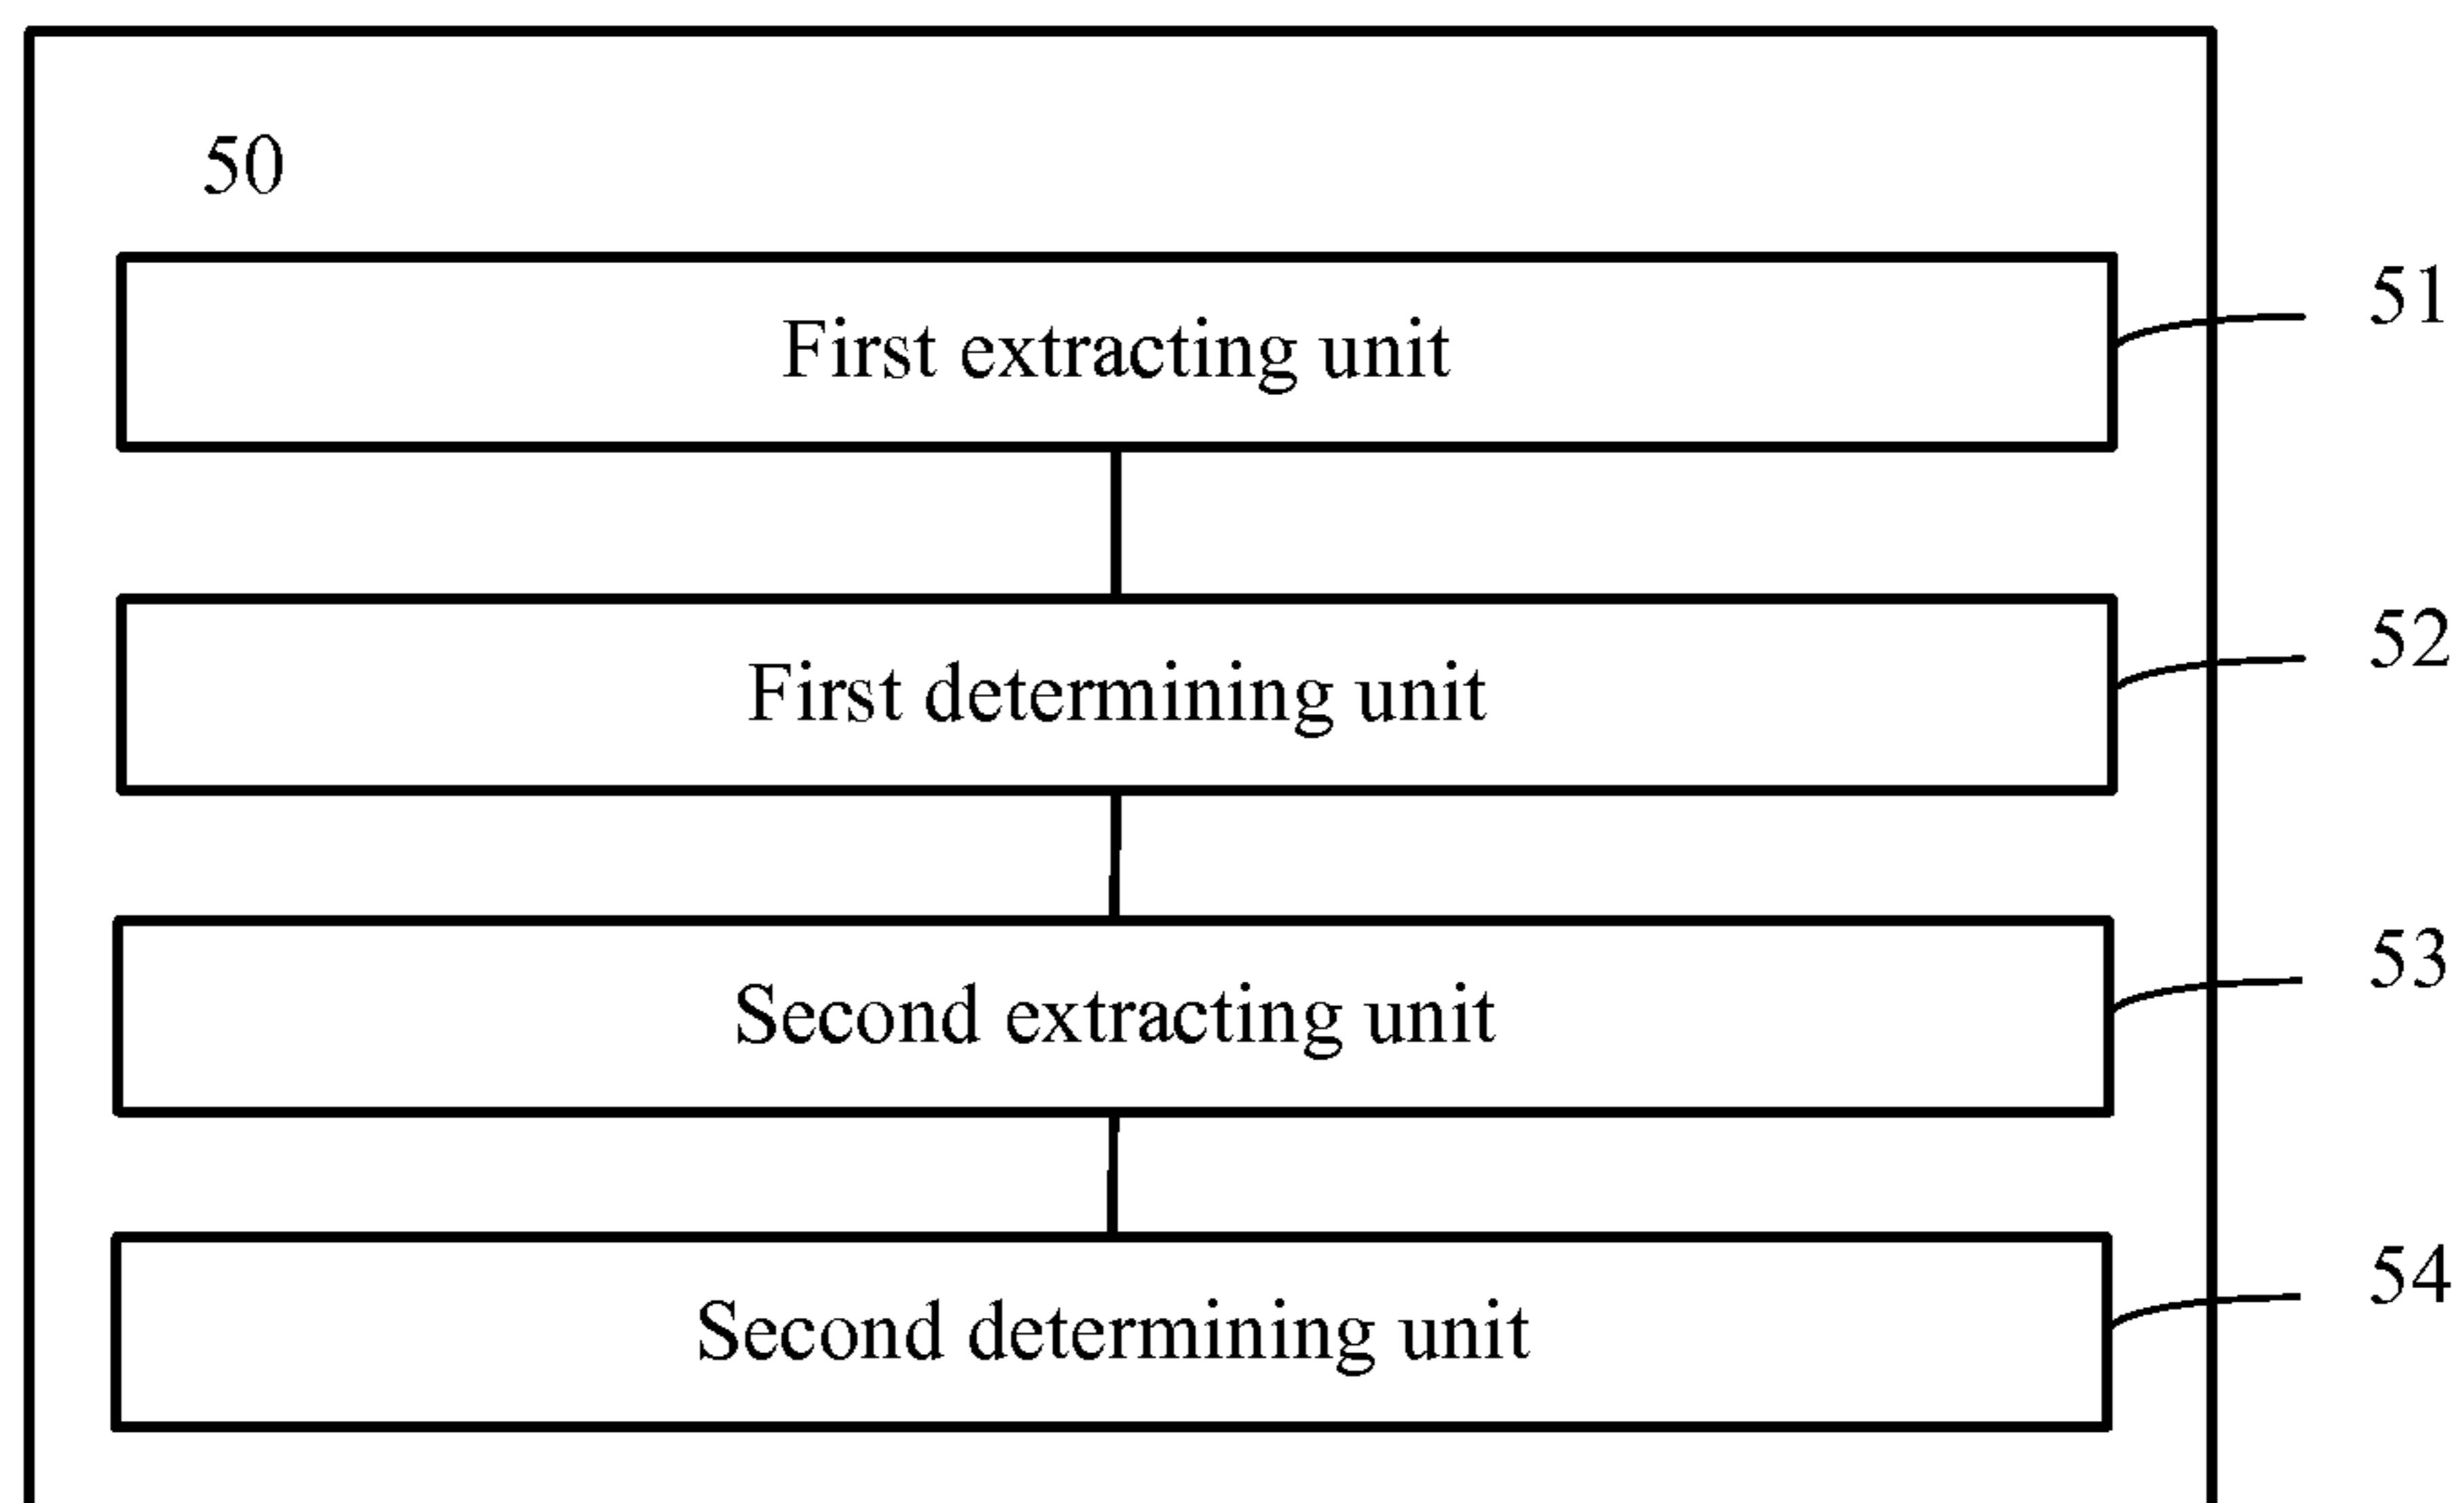 50
First extracting unit
51
First determining unit
52
Second extracting unit
53
Second determining unit
54